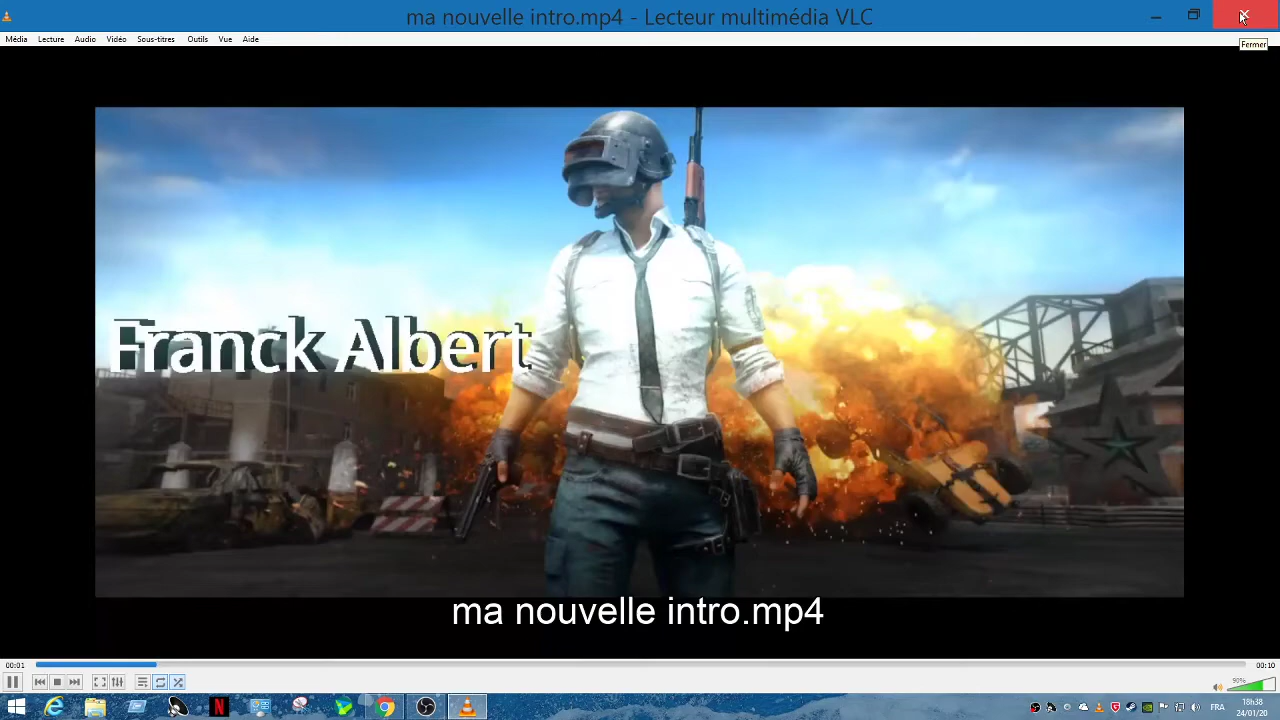 ma nouvelle intro.mp4 - Lecteur multimédia VLC
Média Lecture Audio Vidéo Sous-titres Outils Vue Aide
Fermer
Franck Albert
ma nouvelle intro.mp4
00:01
00:10
90%
FRA
18h38
24/01/20